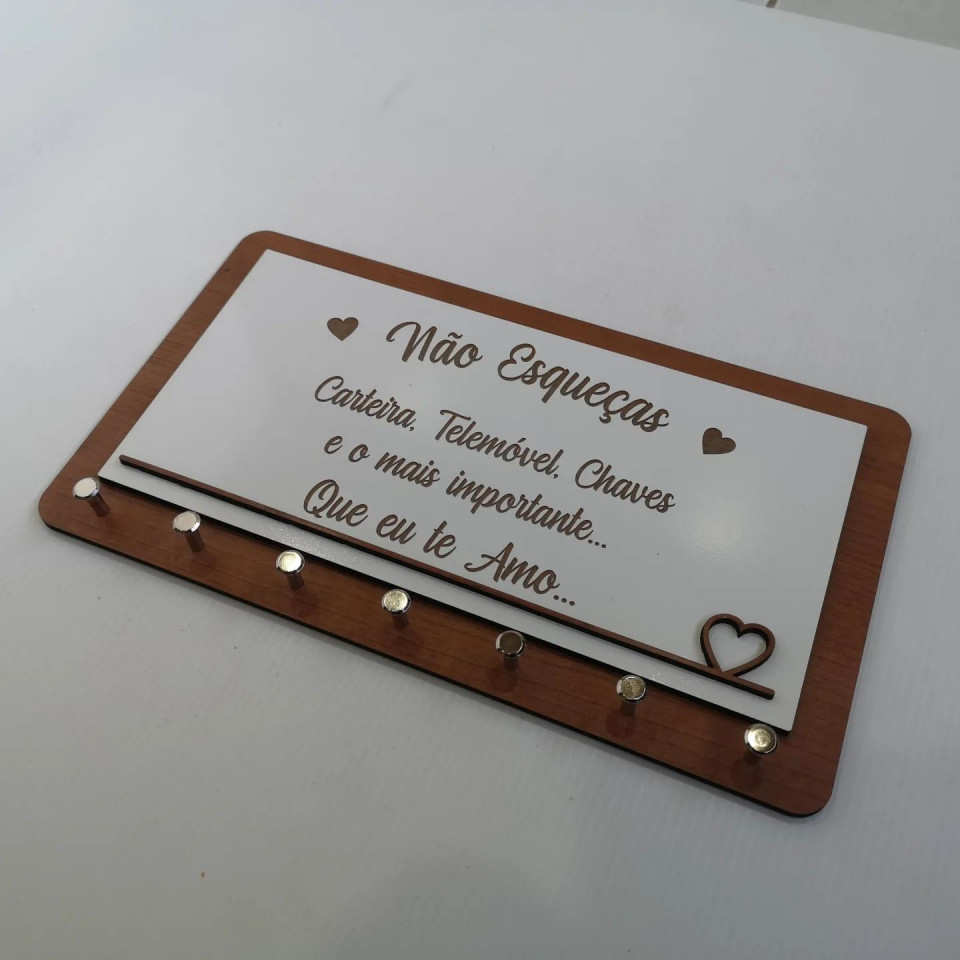 Não Esqueças
Carteira, Telemóvel, Chaves
e o mais importante...
Que eu te Amo...